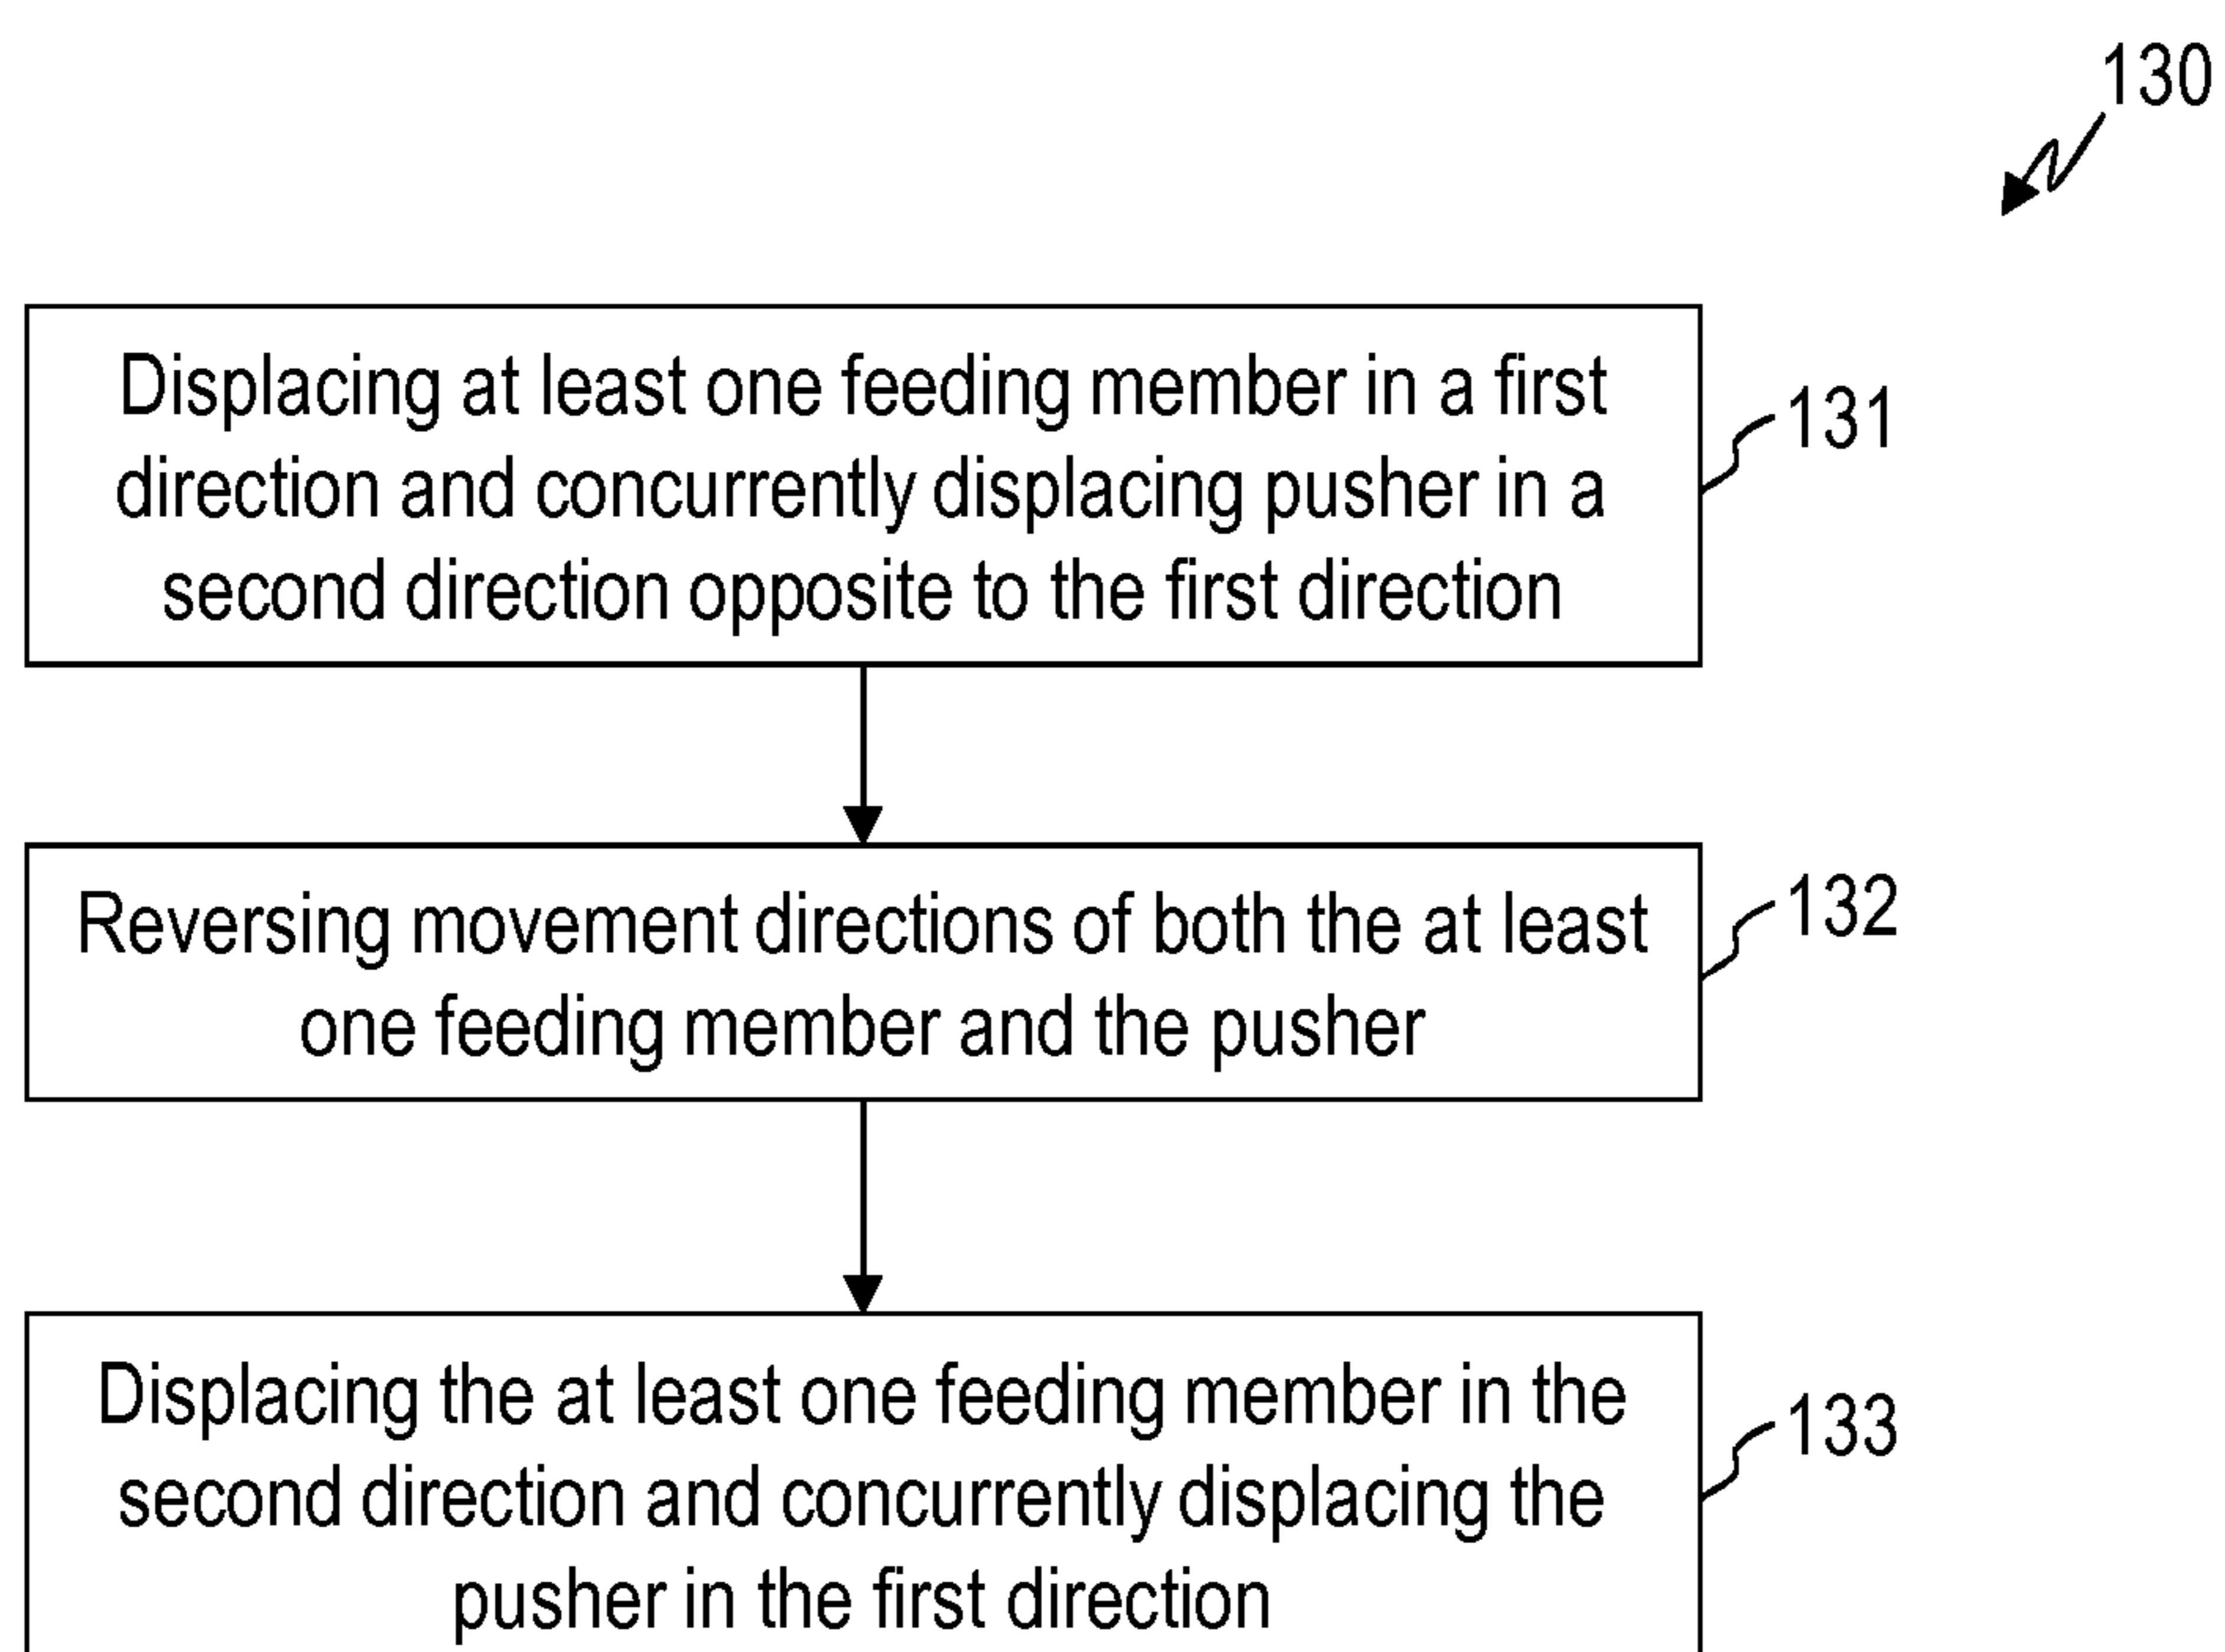 130
Displacing at least one feeding member in a first
direction and concurrently displacing pusher in a
second direction opposite to the first direction
131
Reversing movement directions of both the at least
one feeding member and the pusher
132
Displacing the at least one feeding member in the
second direction and concurrently displacing the
pusher in the first direction
133